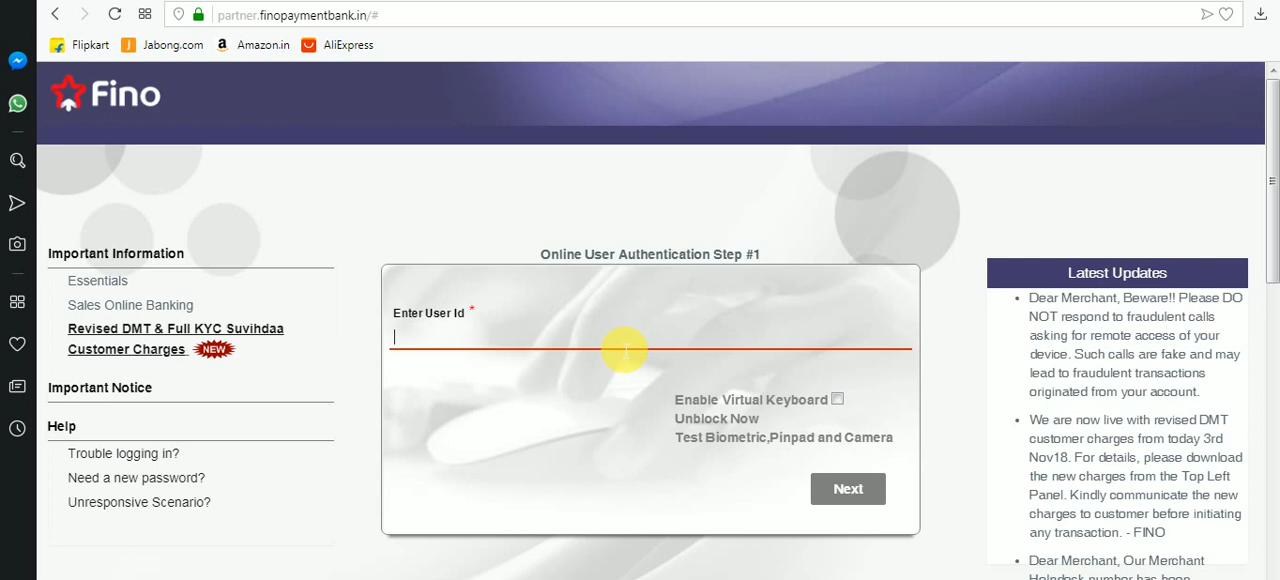 partner.finopaymentbank.in/#
Flipkart
Jabong.com
Amazon.in
AliExpress
Fino
Important Information
Essentials
Sales Online Banking
Revised DMT & Full KYC Suvihdaa
Customer Charges NEW
Important Notice
Help
Trouble logging in?
Need a new password?
Unresponsive Scenario?
Online User Authentication Step #1
Enter User Id *
Enable Virtual Keyboard
Unblock Now
Test Biometric,Pinpad and Camera
Next
Latest Updates
• Dear Merchant, Beware!! Please DO
NOT respond to fraudulent calls
asking for remote access of your
device. Such calls are fake and may
lead to fraudulent transactions
originated from your account.
• We are now live with revised DMT
customer charges from today 3rd
Nov18. For details, please download
the new charges from the Top Left
Panel. Kindly communicate the new
charges to customer before initiating
any transaction. - FINO
• Dear Merchant, Our Merchant
Helpdesk number has been